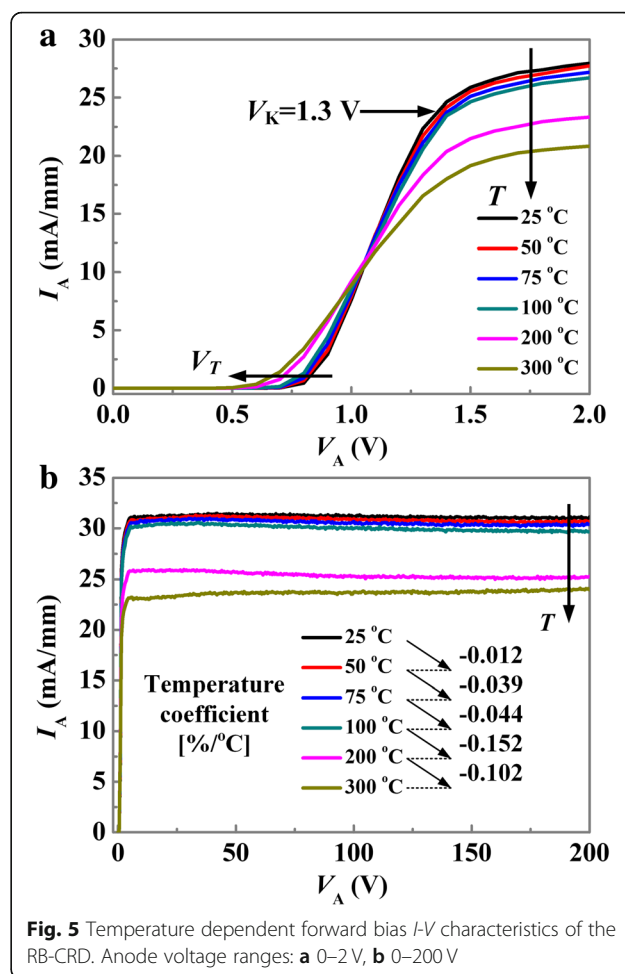 a
30
25
20
15
10
5
0
I_A (mA/mm)
V_K=1.3 V
T
25 °C
50 °C
75 °C
100 °C
200 °C
300 °C
V_T
0.0 0.5 1.0 1.5 2.0
V_A (V)
b
35
30
25
20
15
10
5
0
I_A (mA/mm)
T
Temperature
coefficient
[%/°C]
25 °C
50 °C
75 °C
100 °C
200 °C
300 °C
-0.012
-0.039
-0.044
-0.152
-0.102
0 50 100 150 200
V_A (V)
Fig. 5 Temperature dependent forward bias I-V characteristics of the
RB-CRD. Anode voltage ranges: a 0–2 V, b 0–200 V